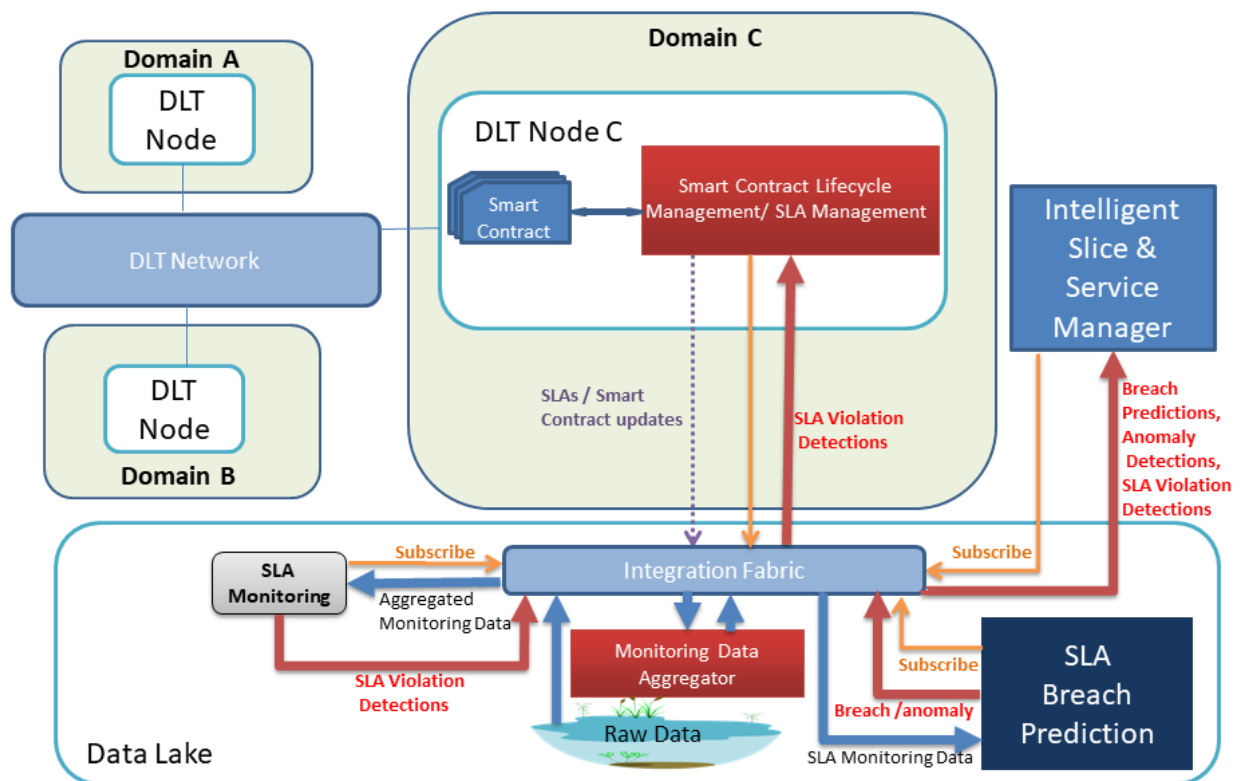 Domain A
DLT
Node
DLT Network
DLT
Node
Domain B
Domain C
DLT Node C
Smart
Contract
Smart Contract Lifecycle
Management/ SLA Management
SLAs / Smart
Contract updates
SLA Violation
Detections
Intelligent
Slice &
Service
Manager
Breach
Predictions,
Anomaly
Detections,
SLA Violation
Detections
Subscribe
Integration Fabric
Subscribe
SLA
Monitoring
Aggregated
Monitoring Data
SLA Violation
Detections
Monitoring Data
Aggregator
Raw Data
Subscribe
Breach /anomaly
SLA Monitoring Data
SLA
Breach
Prediction
Data Lake